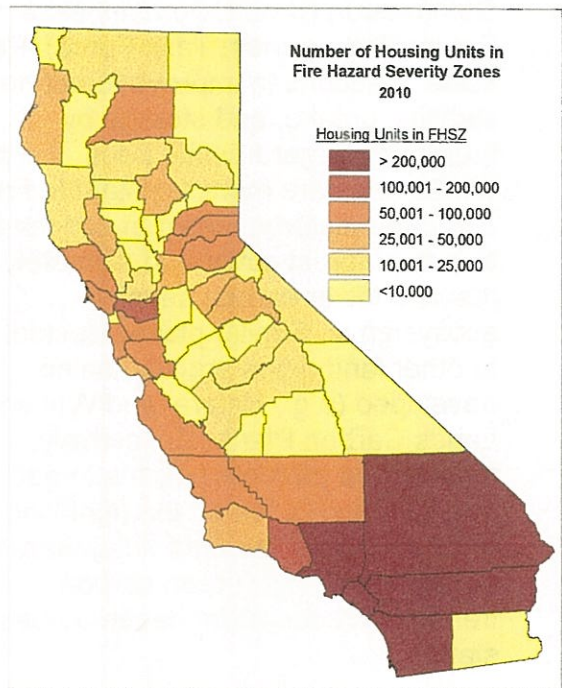 Number of Housing Units in
Fire Hazard Severity Zones
2010
Housing Units in FHSZ
> 200,000
100,001 - 200,000
50,001 - 100,000
25,001 - 50,000
10,001 - 25.000
<10,000